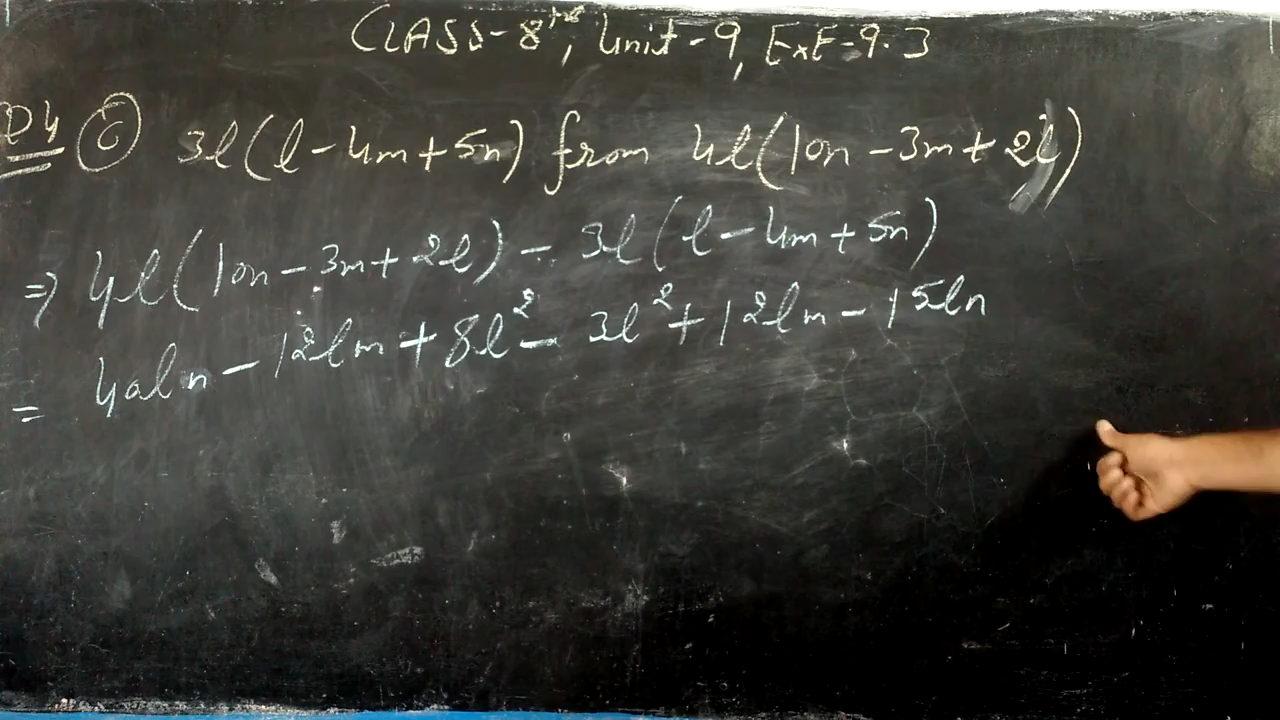 CLASS-8th, Unit-9, ExE-9.3
Q4 (c) 3l(l-4m+5n) from 4l(10n-3m+2l)
⇒ 4l(10n-3m+2l) - 3l(l-4m+5n)
= 40ln-12lm+8l²-3l²+12lm-15ln